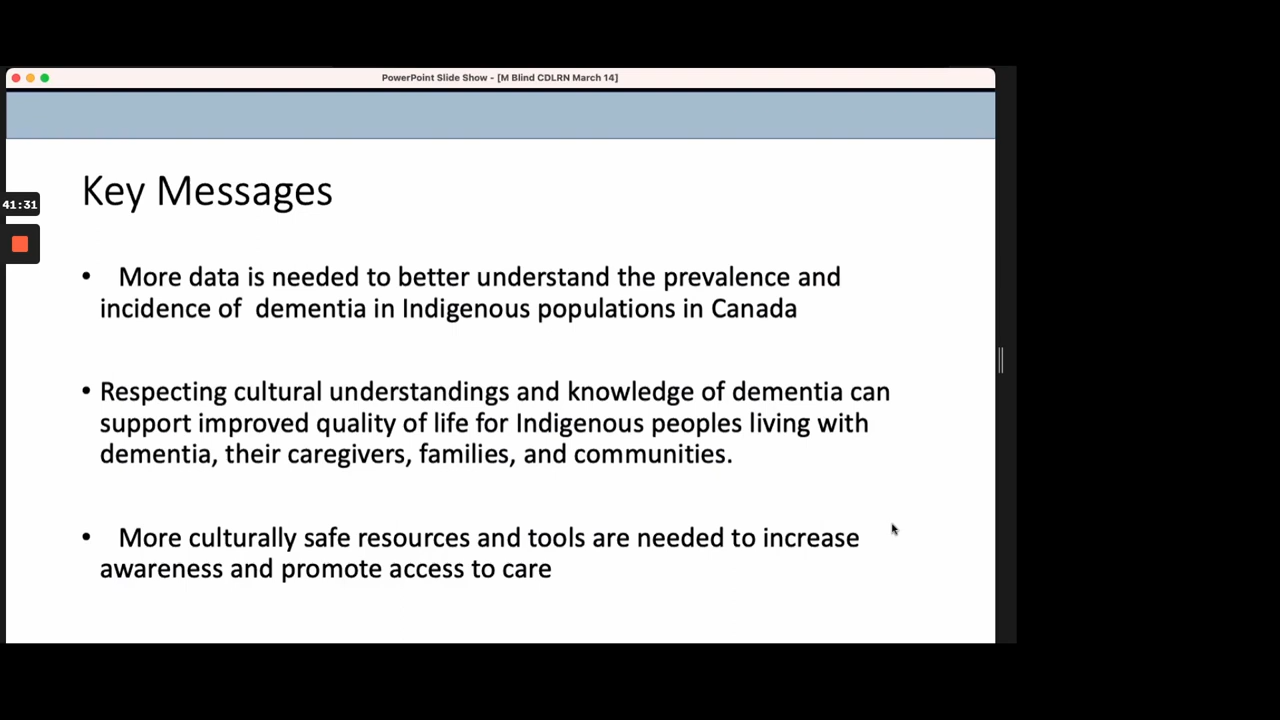 PowerPoint Slide Show - [M Blind CDLRN March 14]
41:31
Key Messages
• More data is needed to better understand the prevalence and
incidence of dementia in Indigenous populations in Canada
• Respecting cultural understandings and knowledge of dementia can
support improved quality of life for Indigenous peoples living with
dementia, their caregivers, families, and communities.
• More culturally safe resources and tools are needed to increase
awareness and promote access to care